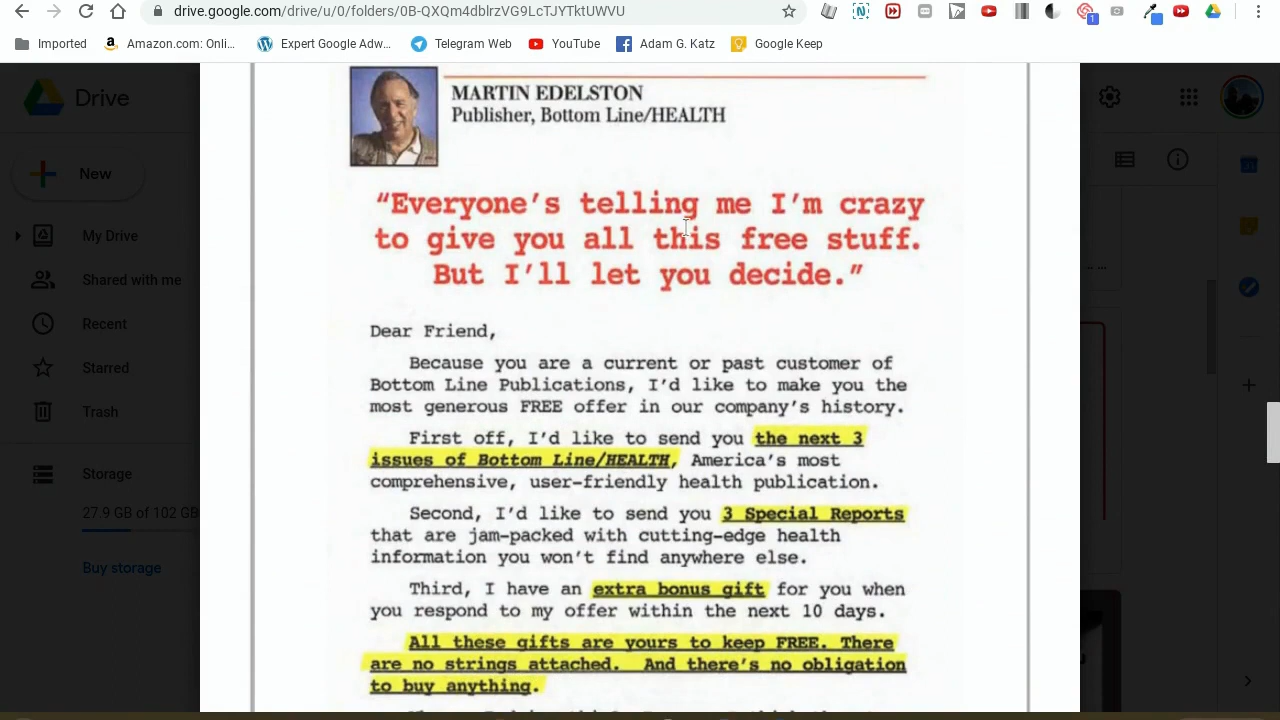 drive.google.com/drive/u/0/folders/0B-QXQm4dblrzVG9LcTJYTktUWVU
1
Imported
Amazon.com: Onli...
Expert Google Adw...
Telegram Web
YouTube
Adam G. Katz
Google Keep
Drive
New
My Drive
Shared with me
Recent
Starred
Trash
Storage
27.9 GB of 102 GB
Buy storage
MARTIN EDELSTON
Publisher, Bottom Line/HEALTH
“Everyone’s telling me I’m crazy
to give you all this free stuff.
But I’ll let you decide.”
Dear Friend,
Because you are a current or past customer of
Bottom Line Publications, I’d like to make you the
most generous FREE offer in our company’s history.
First off, I’d like to send you the next 3
issues of Bottom Line/HEALTH, America’s most
comprehensive, user-friendly health publication.
Second, I’d like to send you 3 Special Reports
that are jam-packed with cutting-edge health
information you won’t find anywhere else.
Third, I have an extra bonus gift for you when
you respond to my offer within the next 10 days.
All these gifts are yours to keep FREE. There
are no strings attached. And there’s no obligation
to buy anything.